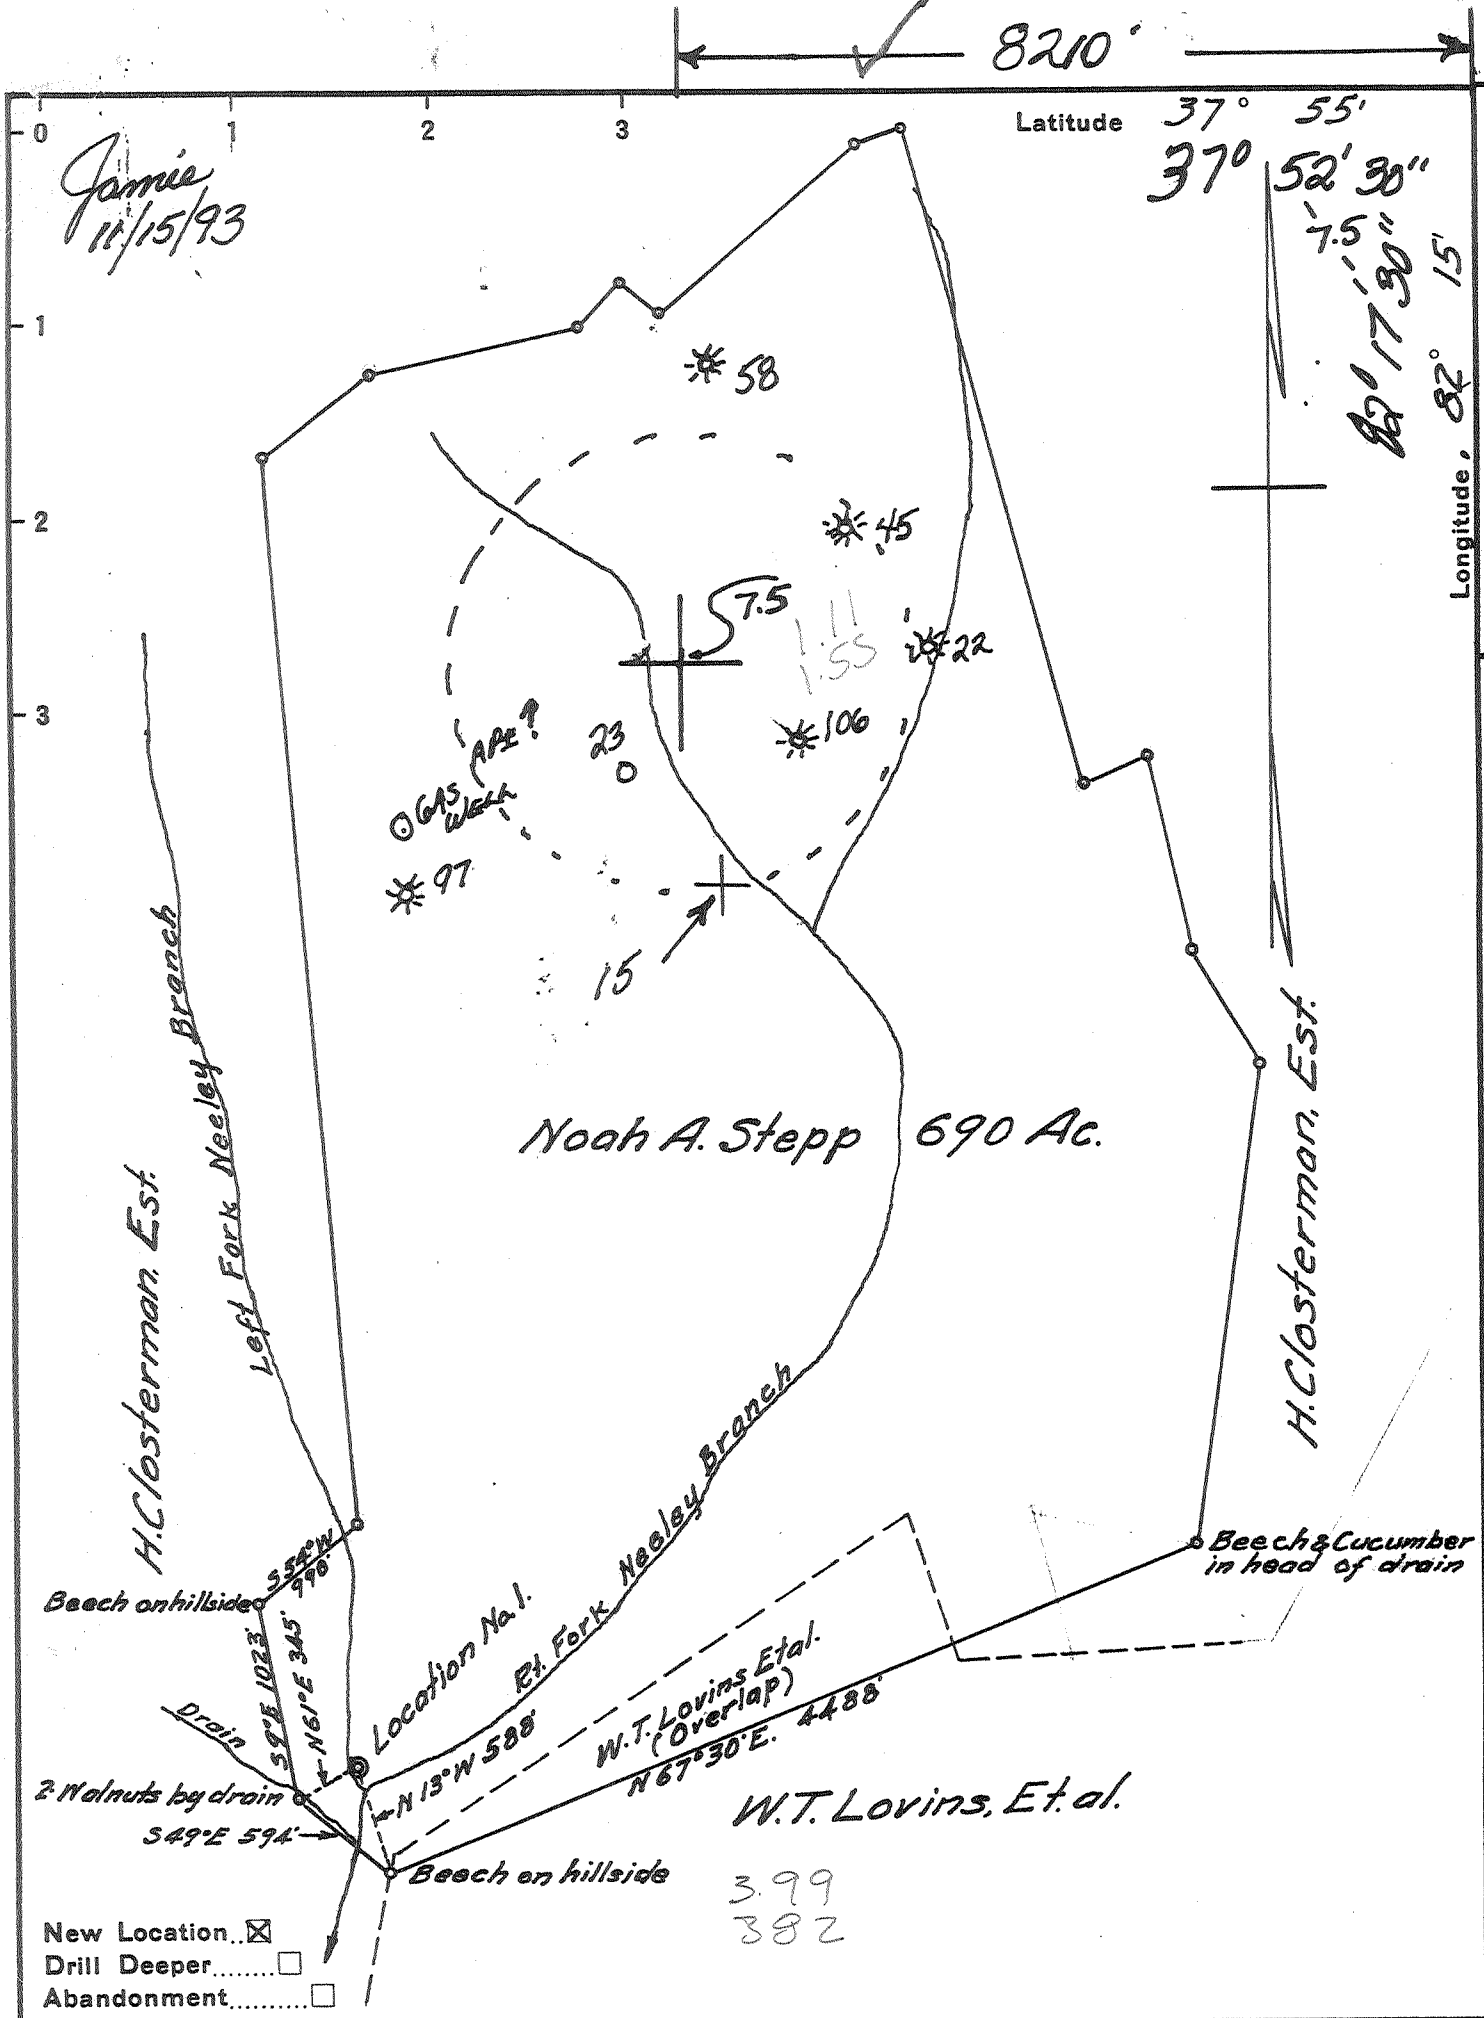 8210'
0
1
2
3
Latitude 37° 55'
37° 52' 30"
7.5'
82° 17' 30"
Longitude, 82° 15'
Jamie
11/15/93
1
2
3
58
45
7.5
1.11
1.55
22
106
23
GAS WELL
97
15
Left Fork Neeley Branch
H. Closterman. Est.
Noah A. Stepp 690 Ac.
H. Closterman. Est.
Rt. Fork Neeley Branch
S54°W
Beech on hillside
S9°E 1023'
N61°E 345'
Location No.1.
Drain
2-Walnuts by drain
S49°E 594'
N13°W 588'
Beech on hillside
W.T. Lovins Etal.
(Overlap)
N67°30'E. 4488'
Beech & Cucumber
in head of drain
W.T. Lovins, Et. al.
3.99
382
New Location..☒
Drill Deeper........☐
Abandonment..........☐